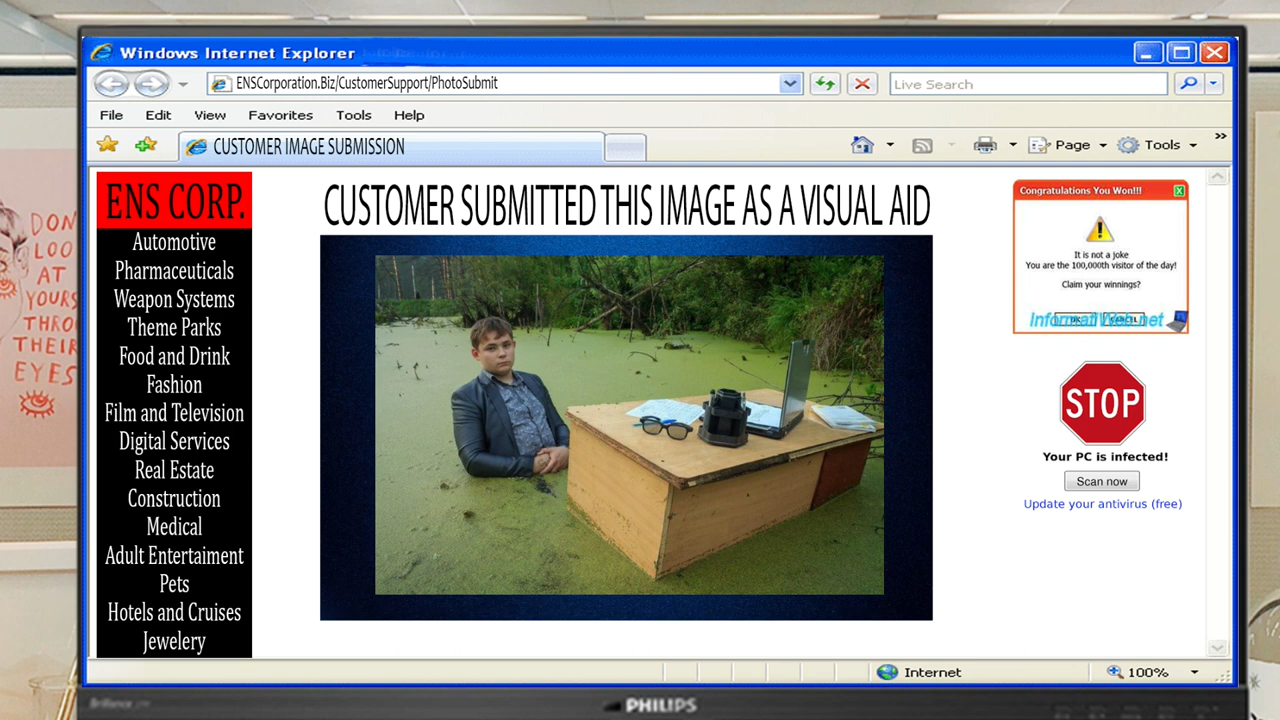 Windows Internet Explorer
ENSCorporation.Biz/CustomerSupport/PhotoSubmit
Live Search
File Edit View Favorites Tools Help
CUSTOMER IMAGE SUBMISSION
Page Tools
ENS CORP.
Automotive
Pharmaceuticals
Weapon Systems
Theme Parks
Food and Drink
Fashion
Film and Television
Digital Services
Real Estate
Construction
Medical
Adult Entertaiment
Pets
Hotels and Cruises
Jewelery
CUSTOMER SUBMITTED THIS IMAGE AS A VISUAL AID
Congratulations You Won!!!
It is not a joke
You are the 100,000th visitor of the day!
Claim your winnings?
InformatiWeb.net
STOP
Your PC is infected!
Scan now
Update your antivirus (free)
DON
LOO
AT
YOURS
THRO
THEIR
EYES
Internet
100%
Brilliance
PHILIPS